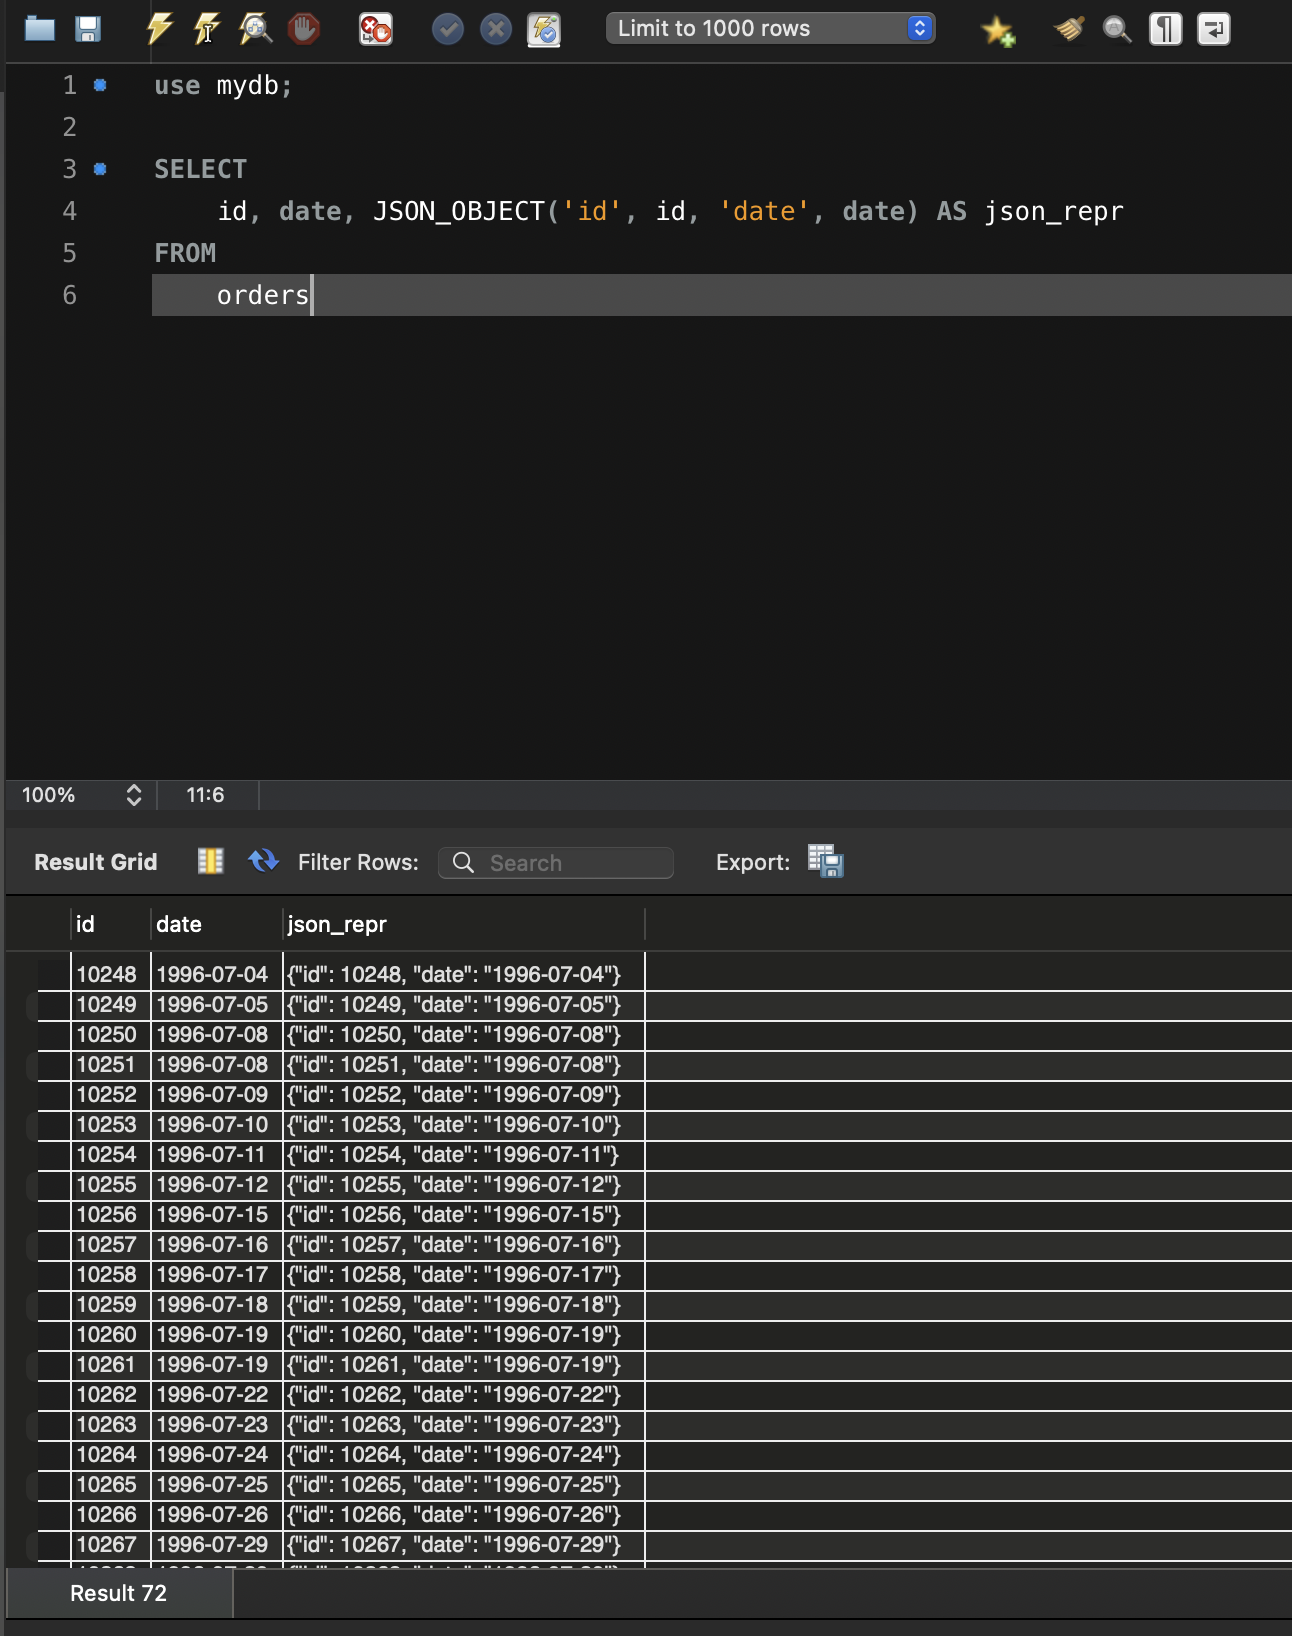 Limit to 1000 rows
1 use mydb;
2
3 SELECT
4 id, date, JSON_OBJECT('id', id, 'date', date) AS json_repr
5 FROM
6 orders
100% 11:6
Result Grid Filter Rows: Search Export:
id date json_repr
10248 1996-07-04 {"id": 10248, "date": "1996-07-04"}
10249 1996-07-05 {"id": 10249, "date": "1996-07-05"}
10250 1996-07-08 {"id": 10250, "date": "1996-07-08"}
10251 1996-07-08 {"id": 10251, "date": "1996-07-08"}
10252 1996-07-09 {"id": 10252, "date": "1996-07-09"}
10253 1996-07-10 {"id": 10253, "date": "1996-07-10"}
10254 1996-07-11 {"id": 10254, "date": "1996-07-11"}
10255 1996-07-12 {"id": 10255, "date": "1996-07-12"}
10256 1996-07-15 {"id": 10256, "date": "1996-07-15"}
10257 1996-07-16 {"id": 10257, "date": "1996-07-16"}
10258 1996-07-17 {"id": 10258, "date": "1996-07-17"}
10259 1996-07-18 {"id": 10259, "date": "1996-07-18"}
10260 1996-07-19 {"id": 10260, "date": "1996-07-19"}
10261 1996-07-19 {"id": 10261, "date": "1996-07-19"}
10262 1996-07-22 {"id": 10262, "date": "1996-07-22"}
10263 1996-07-23 {"id": 10263, "date": "1996-07-23"}
10264 1996-07-24 {"id": 10264, "date": "1996-07-24"}
10265 1996-07-25 {"id": 10265, "date": "1996-07-25"}
10266 1996-07-26 {"id": 10266, "date": "1996-07-26"}
10267 1996-07-29 {"id": 10267, "date": "1996-07-29"}
Result 72